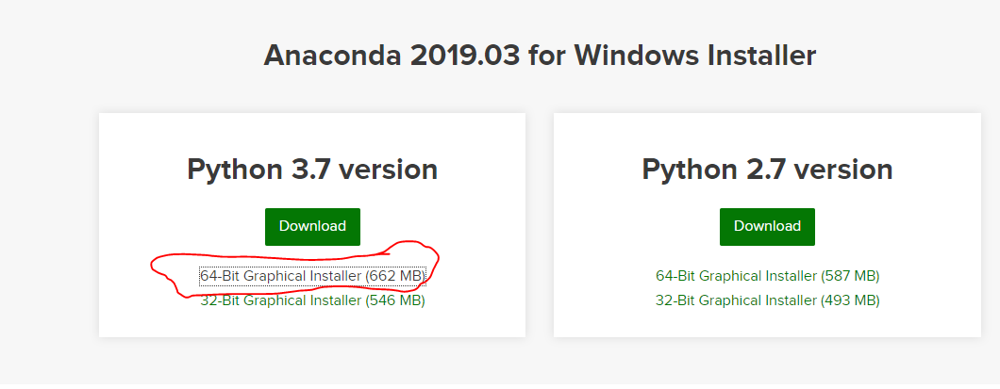 Anaconda 2019.03 for Windows Installer
Python 3.7 version
Download
64-Bit Graphical Installer (662 MB)
32-Bit Graphical Installer (546 MB)
Python 2.7 version
Download
64-Bit Graphical Installer (587 MB)
32-Bit Graphical Installer (493 MB)